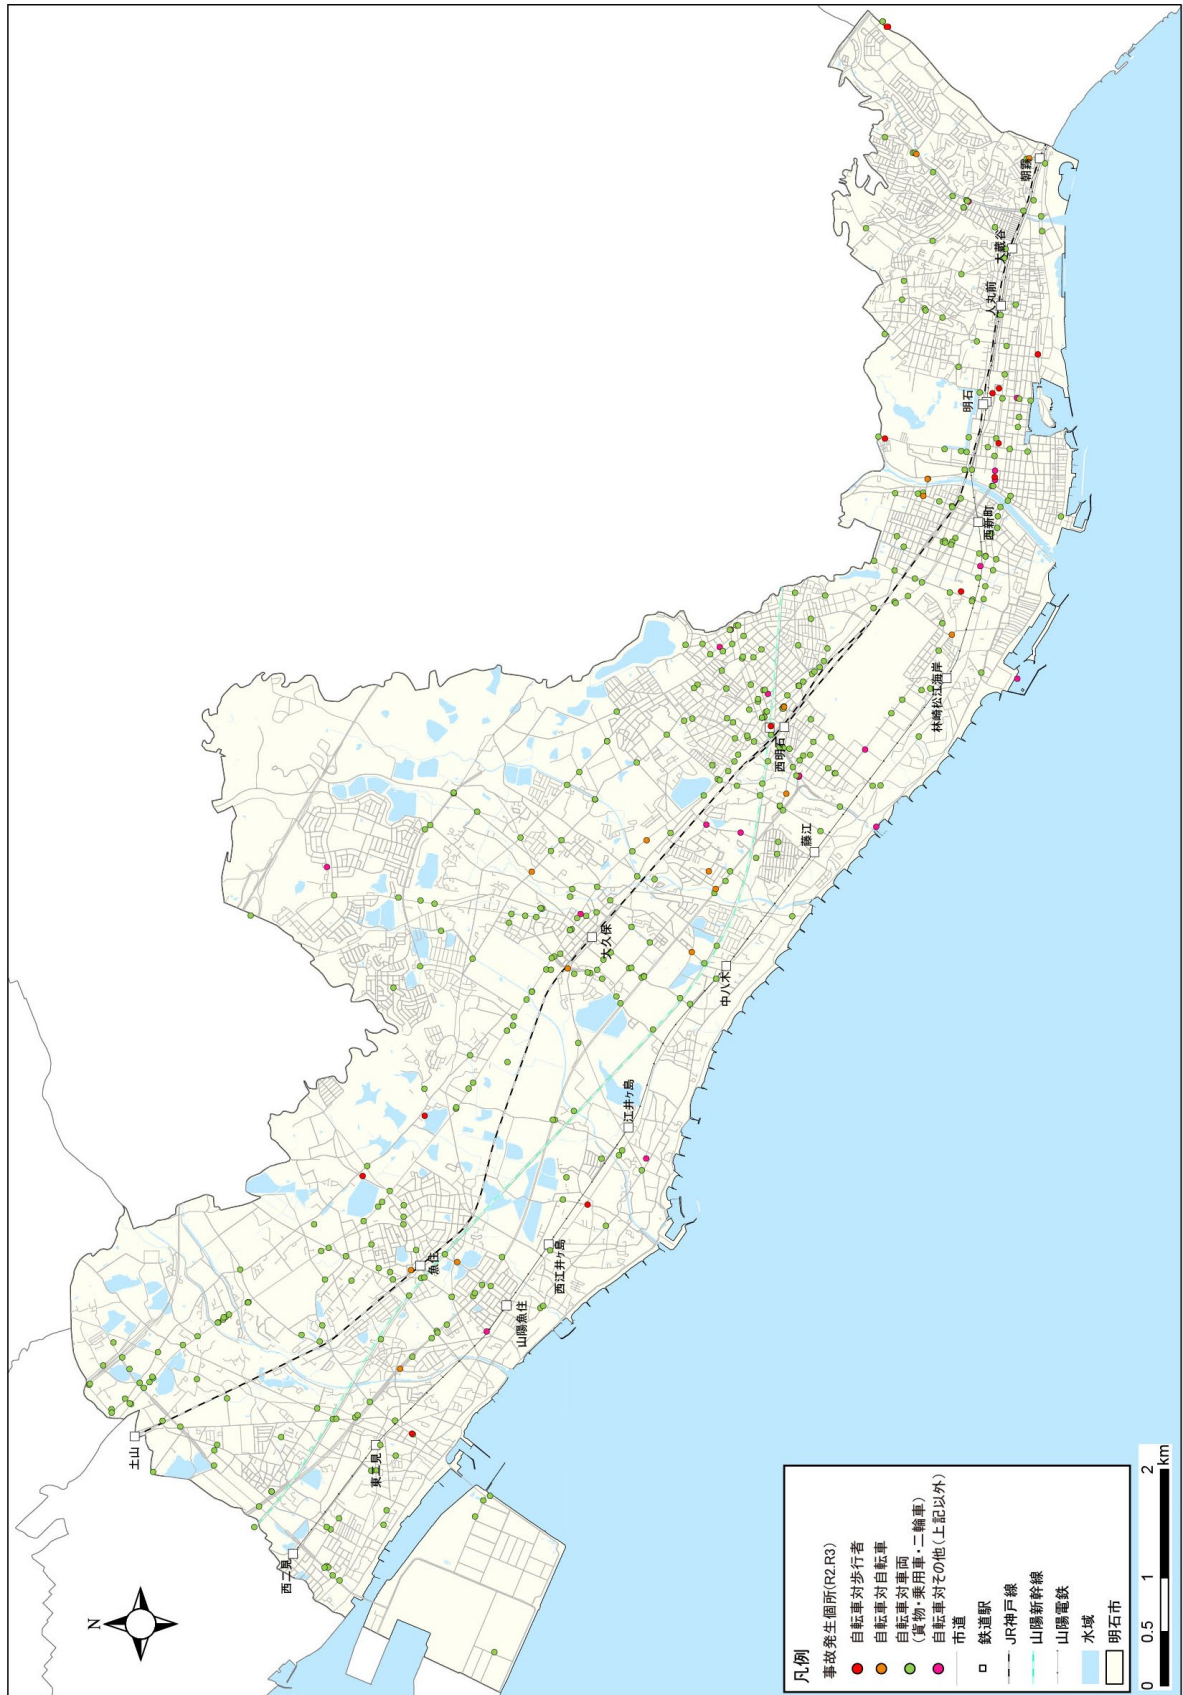 N
土山
西二見
東二見
魚住
山陽魚住
西江井ヶ島
江井ヶ島
大久保
中八木
藤江
西明石
林崎松江海岸
西新町
明石
人丸前
大蔵谷
朝霧
凡例
事故発生個所(R2.R3)
自転車対歩行者
自転車対自転車
自転車対車両
(貨物・乗用車・二輪車)
自転車対その他(上記以外)
市道
鉄道駅
JR神戸線
山陽新幹線
山陽電鉄
水域
明石市
0 0.5 1 2
km